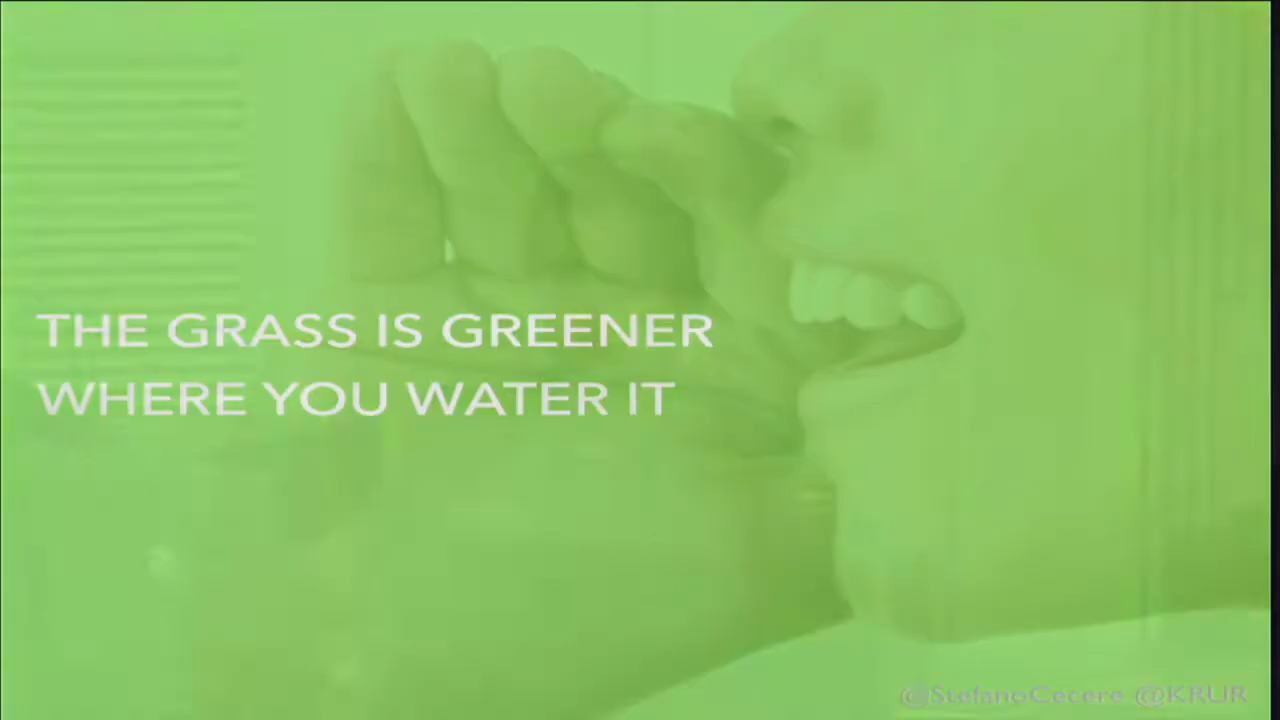 THE GRASS IS GREENER
WHERE YOU WATER IT
@StefanoCecere @KRUR